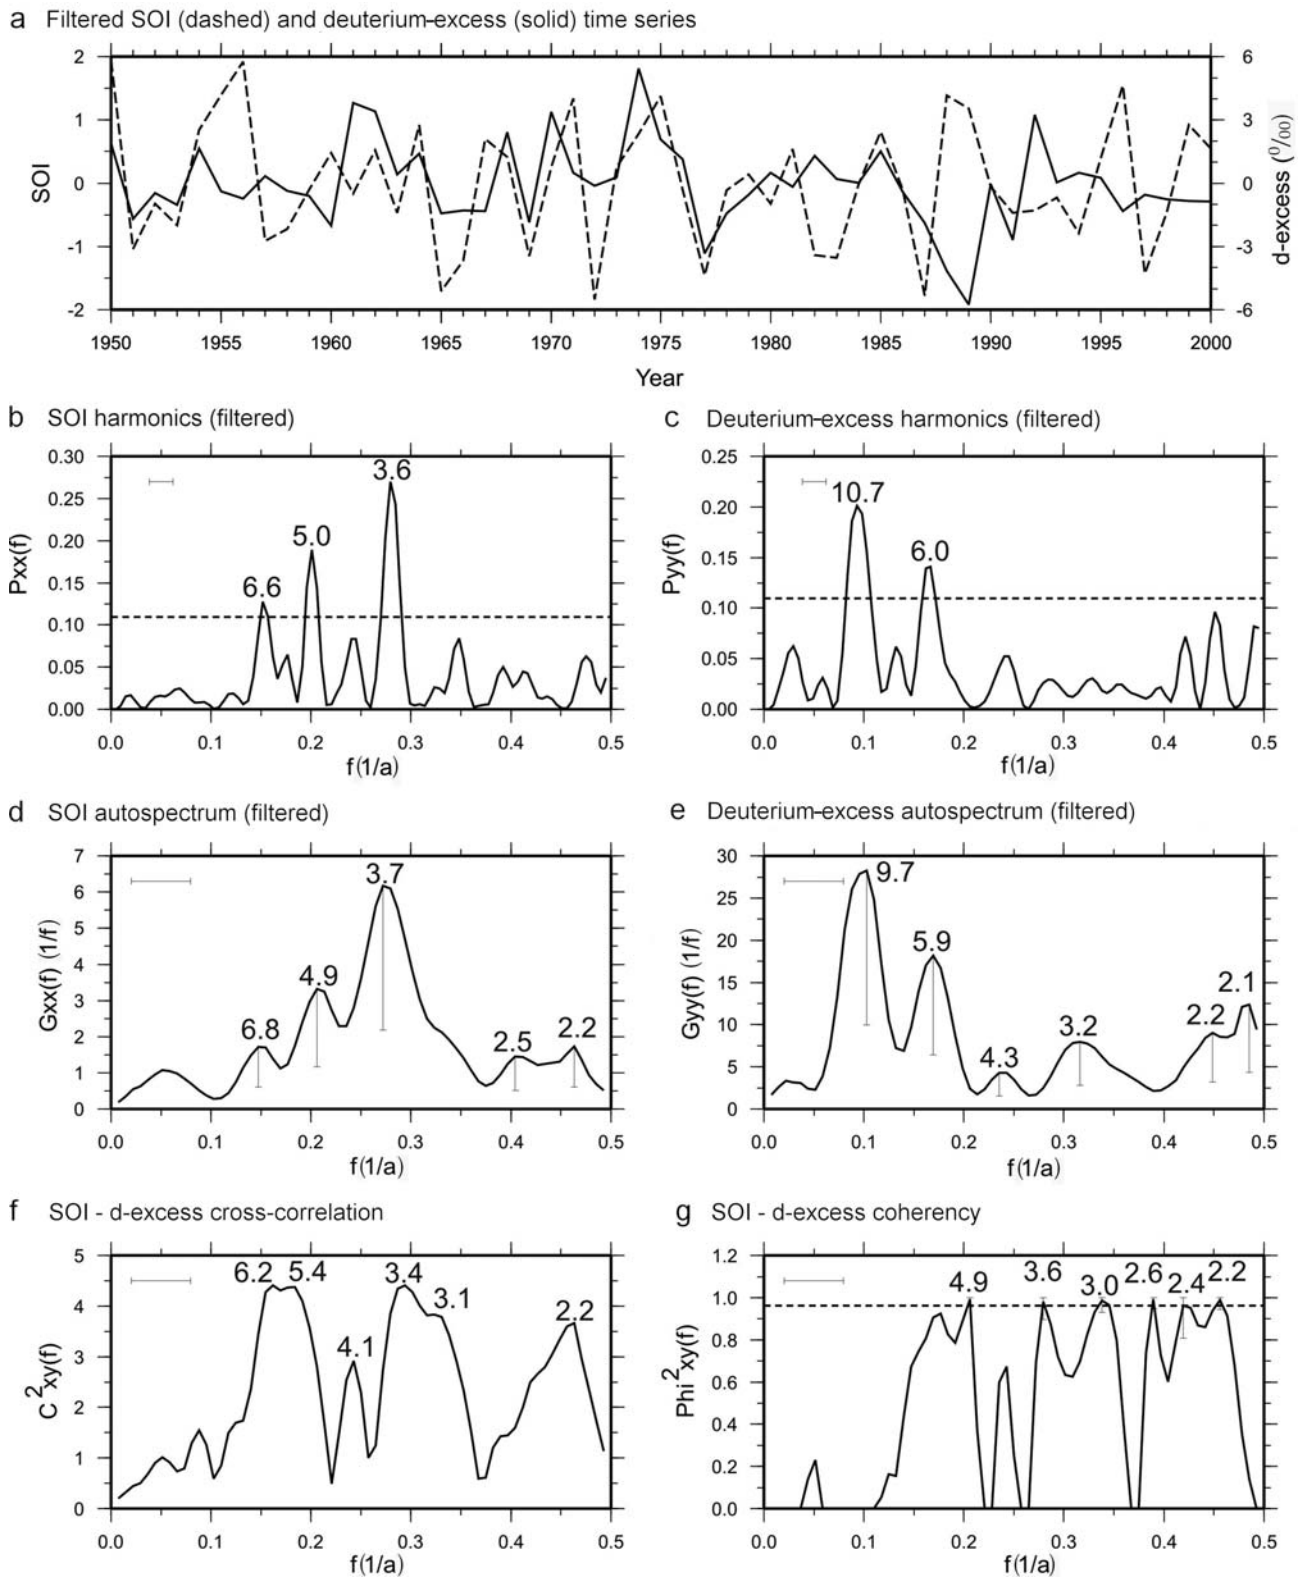 a Filtered SOI (dashed) and deuterium-excess (solid) time series
2 6
1 3
0 0
-1 -3
-2 -6
SOI
d-excess (0/00)
1950 1955 1960 1965 1970 1975 1980 1985 1990 1995 2000
Year
b SOI harmonics (filtered)
0.30
0.25
0.20
0.15
0.10
0.05
0.00
Pxx(f)
6.6 5.0 3.6
0.0 0.1 0.2 0.3 0.4 0.5
f(1/a)
c Deuterium-excess harmonics (filtered)
0.25
0.20
0.15
0.10
0.05
0.00
Pyy(f)
10.7 6.0
0.0 0.1 0.2 0.3 0.4 0.5
f(1/a)
d SOI autospectrum (filtered)
7
6
5
4
3
2
1
0
Gxx(f) (1/f)
6.8 4.9 3.7 2.5 2.2
0.0 0.1 0.2 0.3 0.4 0.5
f(1/a)
e Deuterium-excess autospectrum (filtered)
30
25
20
15
10
5
0
Gyy(f) (1/f)
9.7 5.9 4.3 3.2 2.2 2.1
0.0 0.1 0.2 0.3 0.4 0.5
f(1/a)
f SOI - d-excess cross-correlation
5
4
3
2
1
0
C2xy(f)
6.2 5.4 4.1 3.4 3.1 2.2
0.0 0.1 0.2 0.3 0.4 0.5
f(1/a)
g SOI - d-excess coherency
1.2
1.0
0.8
0.6
0.4
0.2
0.0
Phi2xy(f)
4.9 3.6 3.0 2.6 2.4 2.2
0.0 0.1 0.2 0.3 0.4 0.5
f(1/a)